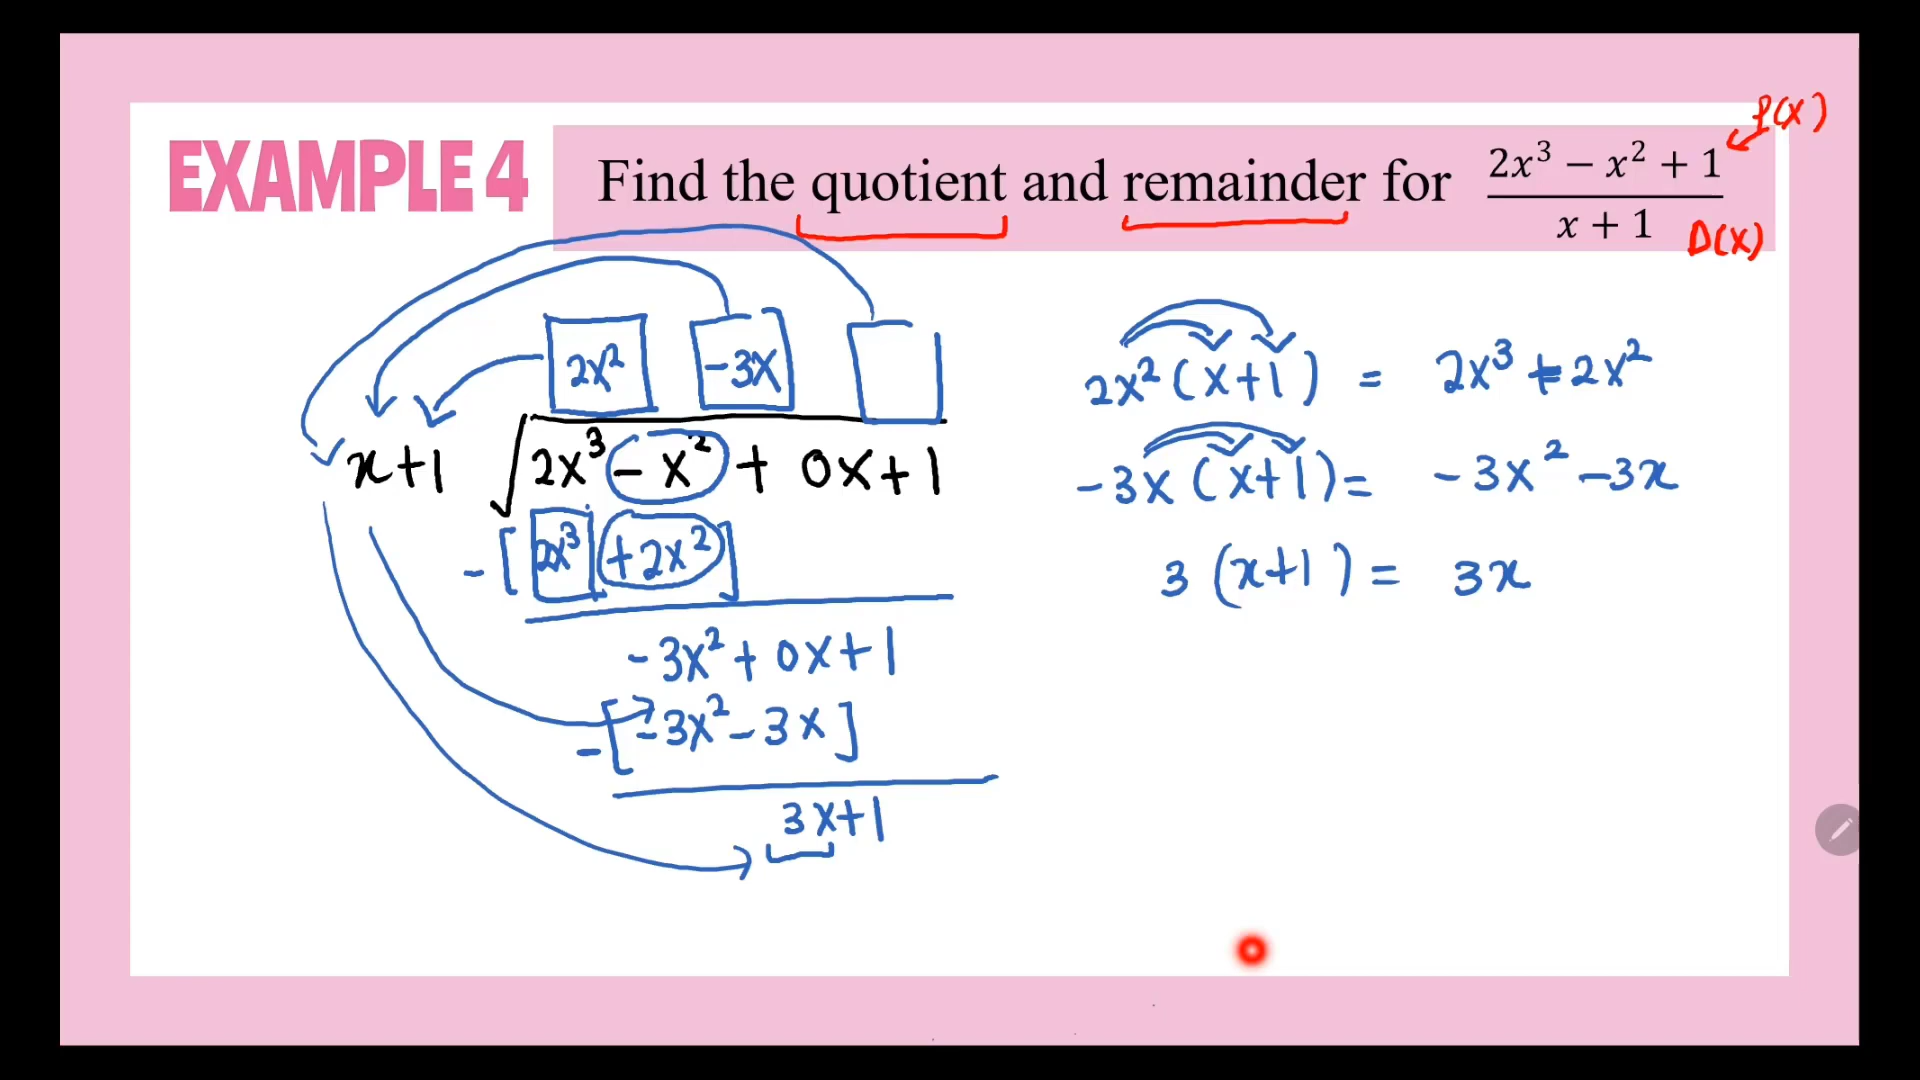 P(x)
EXAMPLE 4 Find the quotient and remainder for (2x³ − x² + 1)/(x + 1)
D(x)
2x² -3x
x+1 √ 2x³ - x² + 0x+1
- [ 2x³ +2x² ]
-3x² + 0x+1
- [ -3x² - 3x ]
3x+1
2x² (x+1) = 2x³ + 2x²
-3x (x+1) = -3x² - 3x
3 (x+1) = 3x